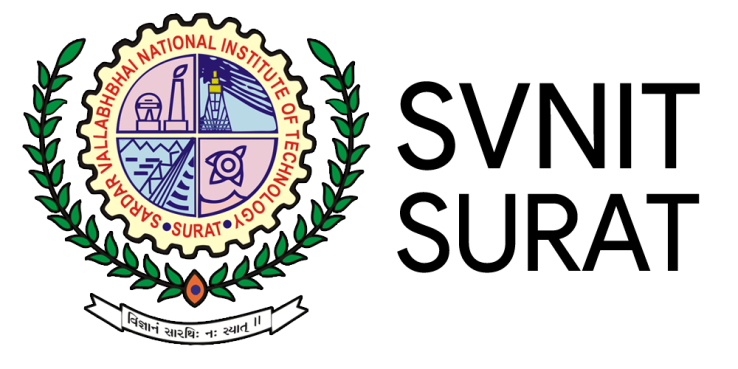 SARDAR VALLABHBHAI NATIONAL INSTITUTE OF TECHNOLOGY
SURAT
વિજ્ઞાનં સારથિઃ નઃ સ્યાત્ ॥
SVNIT
SURAT